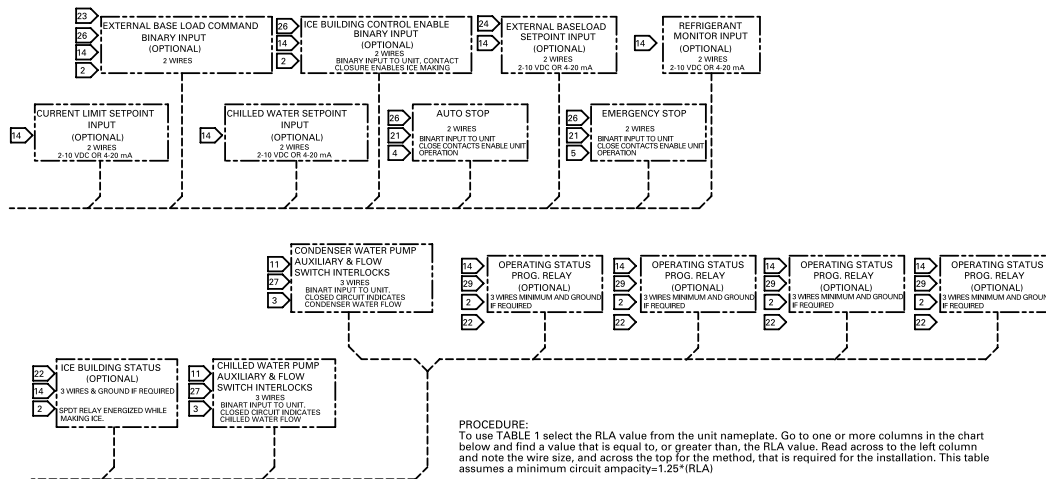 23
26
14
2
EXTERNAL BASE LOAD COMMAND
BINARY INPUT
(OPTIONAL)
2 WIRES
26
14
2
ICE BUILDING CONTROL ENABLE
BINARY INPUT
(OPTIONAL)
2 WIRES
BINARY INPUT TO UNIT, CONTACT
CLOSURE ENABLES ICE MAKING
24
14
EXTERNAL BASELOAD
SETPOINT INPUT
(OPTIONAL)
2 WIRES
2-10 VDC OR 4-20 mA
14
REFRIGERANT
MONITOR INPUT
(OPTIONAL)
2 WIRES
2-10 VDC OR 4-20 mA
14
CURRENT LIMIT SETPOINT
INPUT
(OPTIONAL)
2 WIRES
2-10 VDC OR 4-20 mA
14
CHILLED WATER SETPOINT
INPUT
(OPTIONAL)
2 WIRES
2-10 VDC OR 4-20 mA
26
21
4
AUTO STOP
2 WIRES
BINART INPUT TO UNIT
CLOSE CONTACTS ENABLE UNIT
OPERATION
26
21
5
EMERGENCY STOP
2 WIRES
BINART INPUT TO UNIT
CLOSE CONTACTS ENABLE UNIT
OPERATION
11
27
3
CONDENSER WATER PUMP
AUXILIARY & FLOW
SWITCH INTERLOCKS
3 WIRES
BINART INPUT TO UNIT.
CLOSED CIRCUIT INDICATES
CONDENSER WATER FLOW
14
29
2
22
OPERATING STATUS
PROG. RELAY
(OPTIONAL)
3 WIRES MINIMUM AND GROUND
IF REQUIRED
14
29
2
22
OPERATING STATUS
PROG. RELAY
(OPTIONAL)
3 WIRES MINIMUM AND GROUND
IF REQUIRED
14
29
2
22
OPERATING STATUS
PROG. RELAY
(OPTIONAL)
3 WIRES MINIMUM AND GROUND
IF REQUIRED
14
29
2
22
OPERATING STATUS
PROG. RELAY
(OPTIONAL)
3 WIRES MINIMUM AND GROUN
IF REQUIRED
22
14
2
ICE BUILDING STATUS
(OPTIONAL)
3 WIRES & GROUND IF REQUIRED
SPDT RELAY ENERGIZED WHILE
MAKING ICE.
11
27
3
CHILLED WATER PUMP
AUXILIARY & FLOW
SWITCH INTERLOCKS
3 WIRES
BINART INPUT TO UNIT.
CLOSED CIRCUIT INDICATES
CHILLED WATER FLOW
PROCEDURE:
To use TABLE 1 select the RLA value from the unit nameplate. Go to one or more columns in the chart
below and find a value that is equal to, or greater than, the RLA value. Read across to the left column
and note the wire size, and across the top for the method, that is required for the installation. This table
assumes a minimum circuit ampacity=1.25*(RLA)